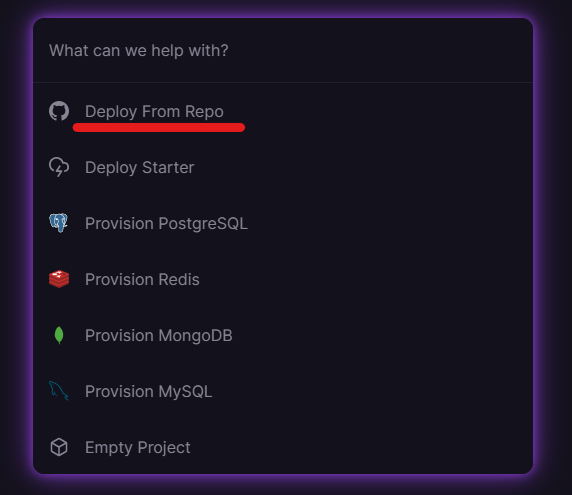 What can we help with?
Deploy From Repo
Deploy Starter
Provision PostgreSQL
Provision Redis
Provision MongoDB
Provision MySQL
Empty Project